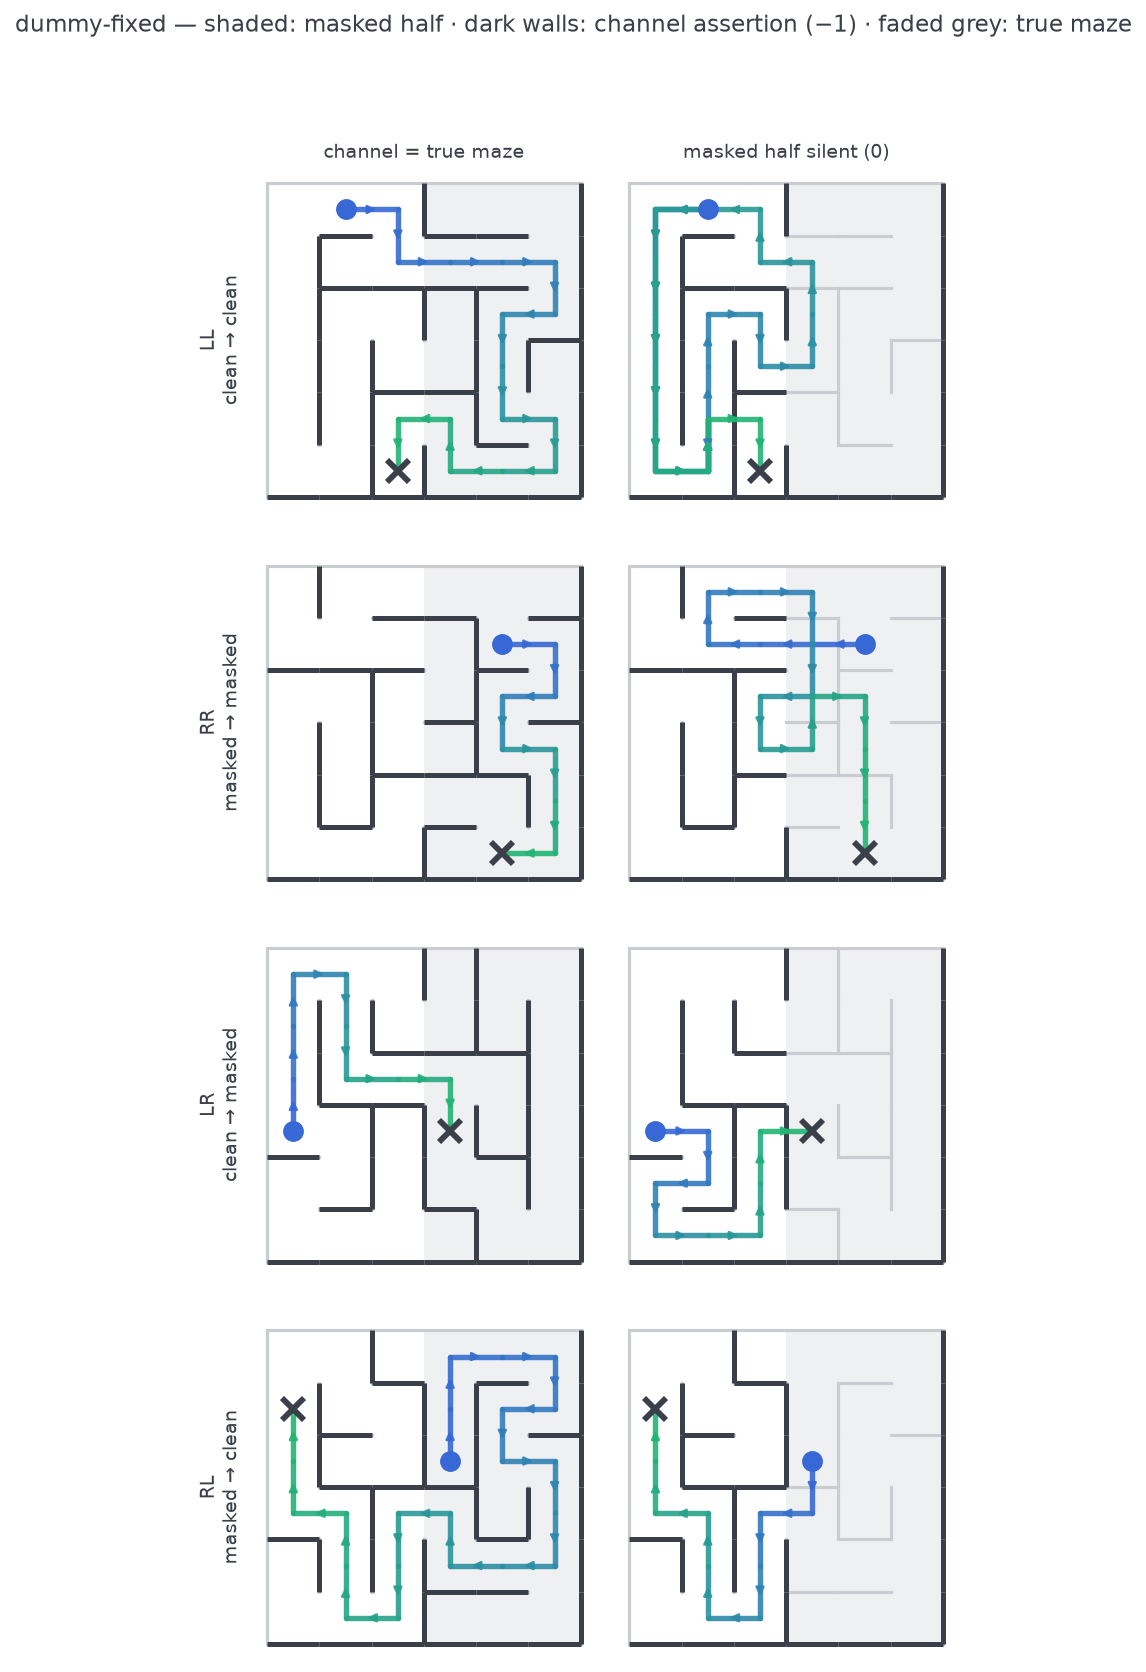 dummy-fixed — shaded: masked half · dark walls: channel assertion (−1) · faded grey: true maze
channel = true maze
masked half silent (0)
LL
clean → clean
RR
masked → masked
LR
clean → masked
RL
masked → clean